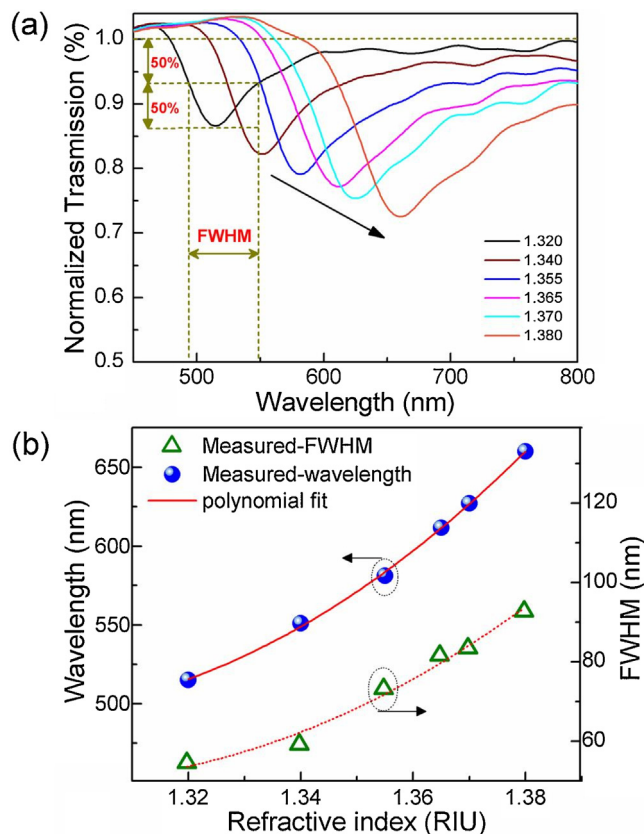 (a)
Normalized Trasmission (%)
1.0
0.9
0.8
0.7
0.6
0.5
50%
50%
FWHM
1.320
1.340
1.355
1.365
1.370
1.380
500
600
700
800
Wavelength (nm)
(b)
Measured-FWHM
Measured-wavelength
polynomial fit
Wavelength (nm)
650
600
550
500
120
100
80
60
FWHM (nm)
1.32
1.34
1.36
1.38
Refractive index (RIU)